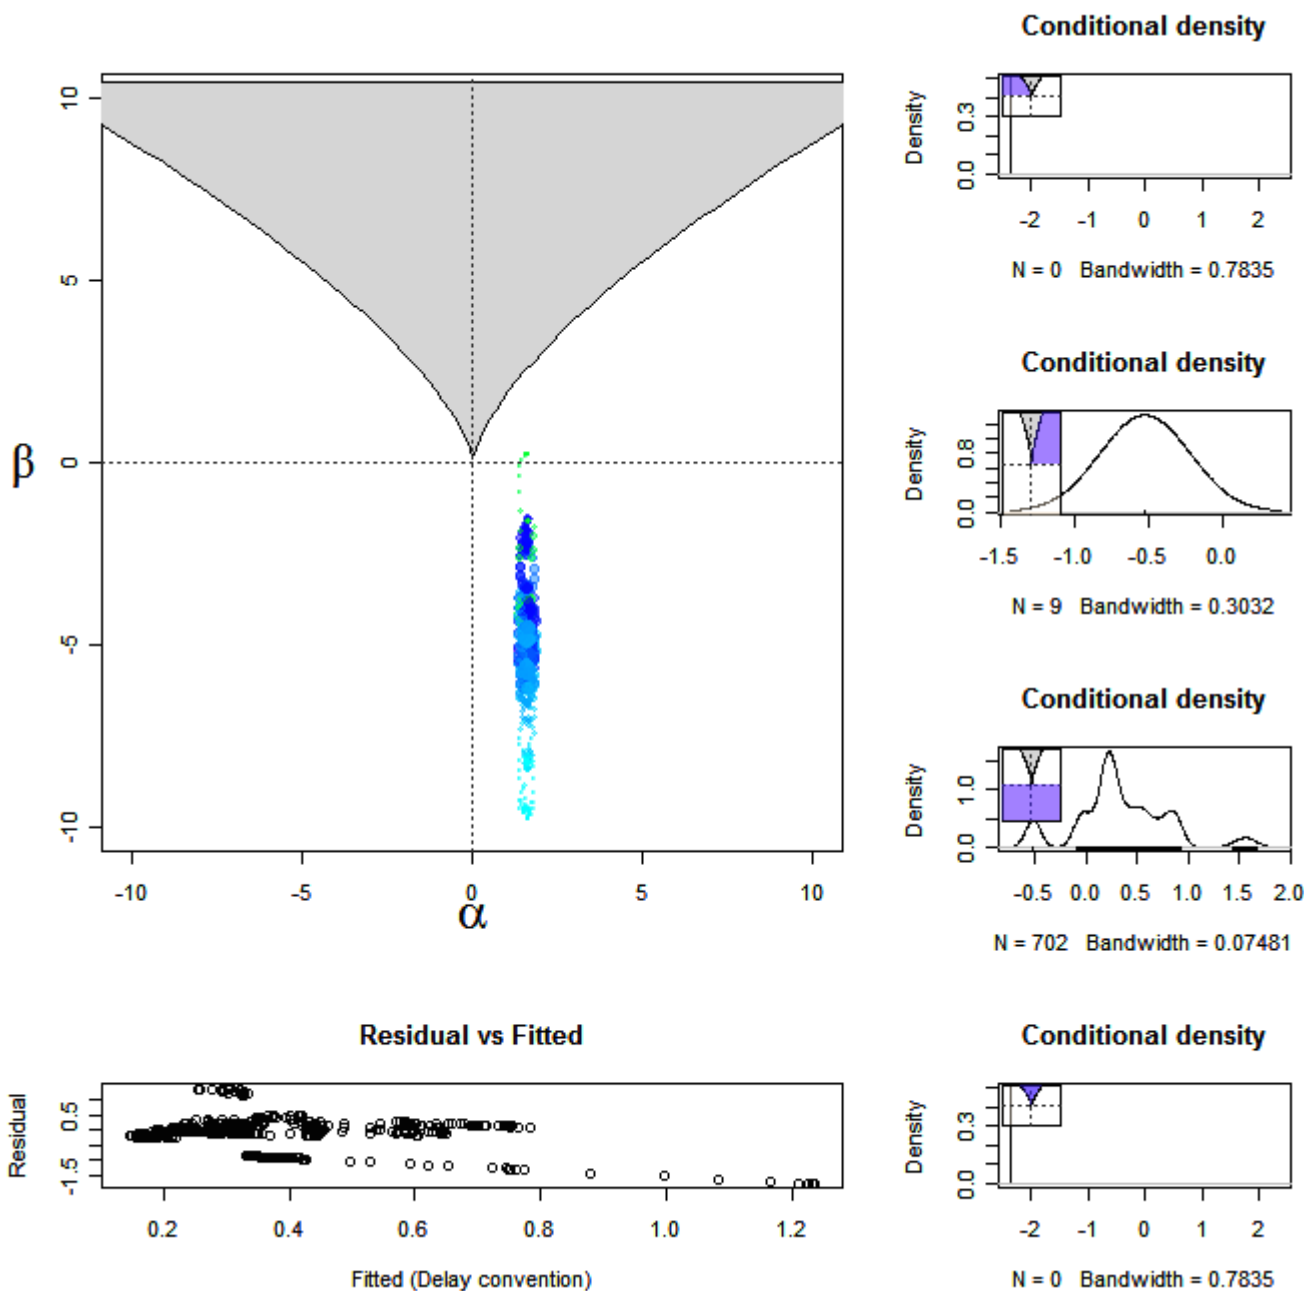 10
5
0
-5
-10
β
-10
-5
0
5
10
α
Conditional density
Density
0.0
0.3
-2
-1
0
1
2
N = 0 Bandwidth = 0.7835
Conditional density
Density
0.0
0.8
-1.5
-1.0
-0.5
0.0
N = 9 Bandwidth = 0.3032
Conditional density
Density
0.0
1.0
-0.5
0.0
0.5
1.0
1.5
2.0
N = 702 Bandwidth = 0.07481
Residual vs Fitted
Residual
-1.5
0.5
0.2
0.4
0.6
0.8
1.0
1.2
Fitted (Delay convention)
Conditional density
Density
0.0
0.3
-2
-1
0
1
2
N = 0 Bandwidth = 0.7835